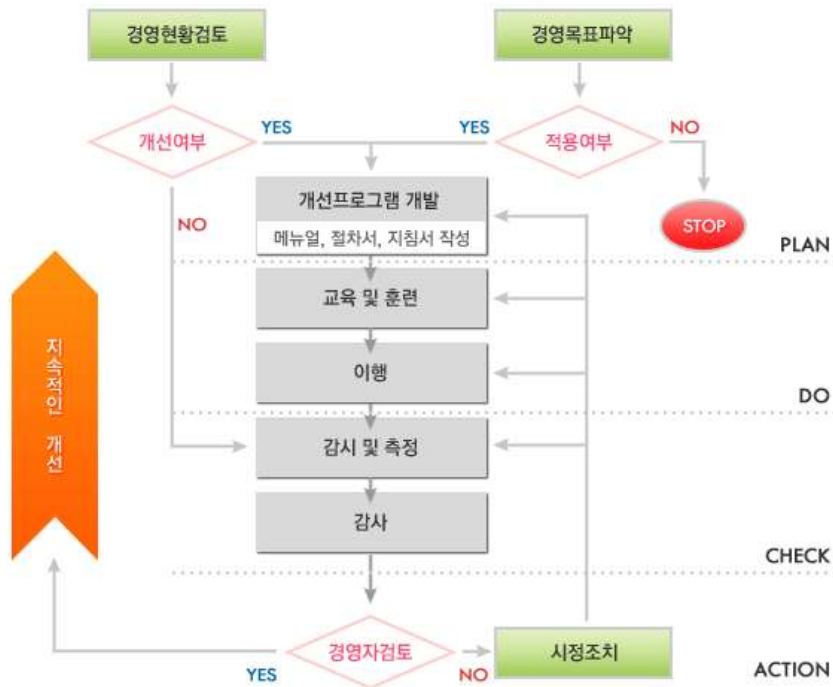 경영현황검토
경영목표파악
개선여부
YES
YES
적용여부
NO
개선프로그램 개발
메뉴얼, 절차서, 지침서 작성
NO
STOP
PLAN
교육 및 훈련
이행
DO
지속적인 개선
감시 및 측정
감사
CHECK
경영자검토
YES
NO
시정조치
ACTION